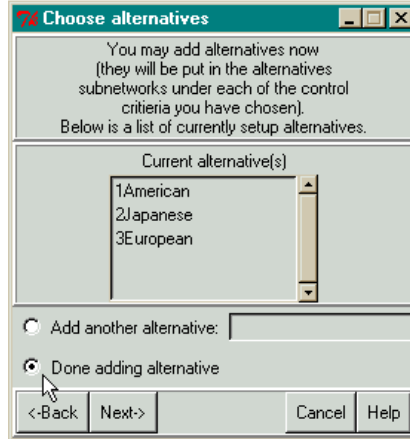 Choose alternatives
You may add alternatives now
(they will be put in the alternatives
subnetworks under each of the control
critieria you have chosen).
Below is a list of currently setup alternatives.
Current alternative(s)
1American
2Japanese
3European
Add another alternative:
Done adding alternative
<-Back Next-> Cancel Help